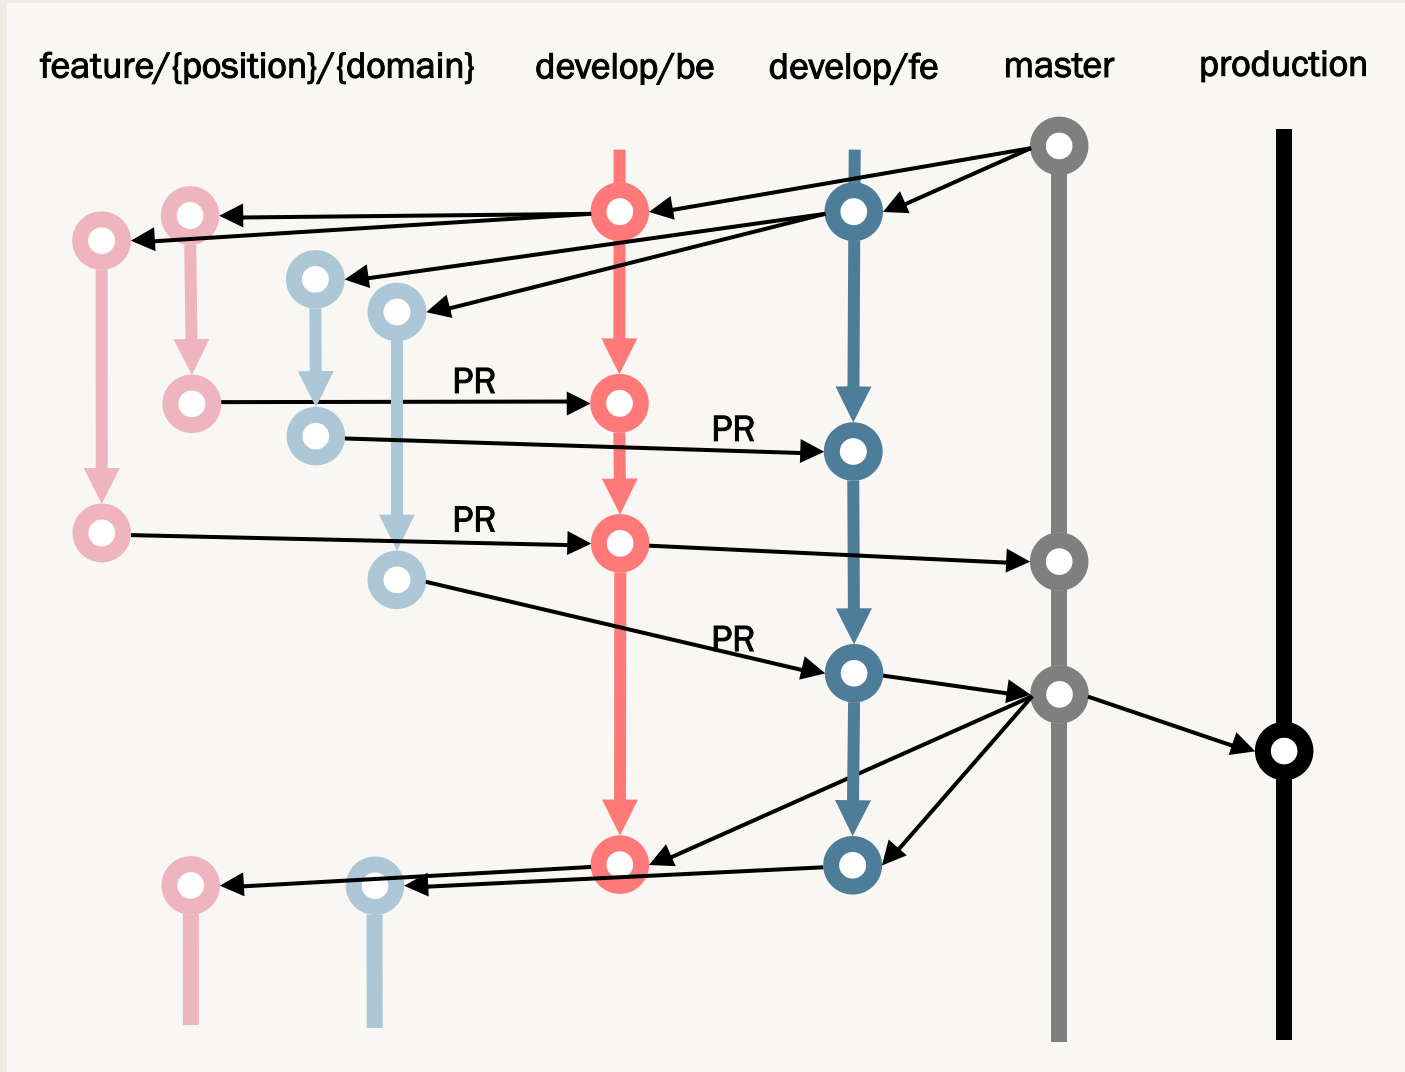 feature/{position}/{domain}
develop/be
develop/fe
master
production
PR
PR
PR
PR